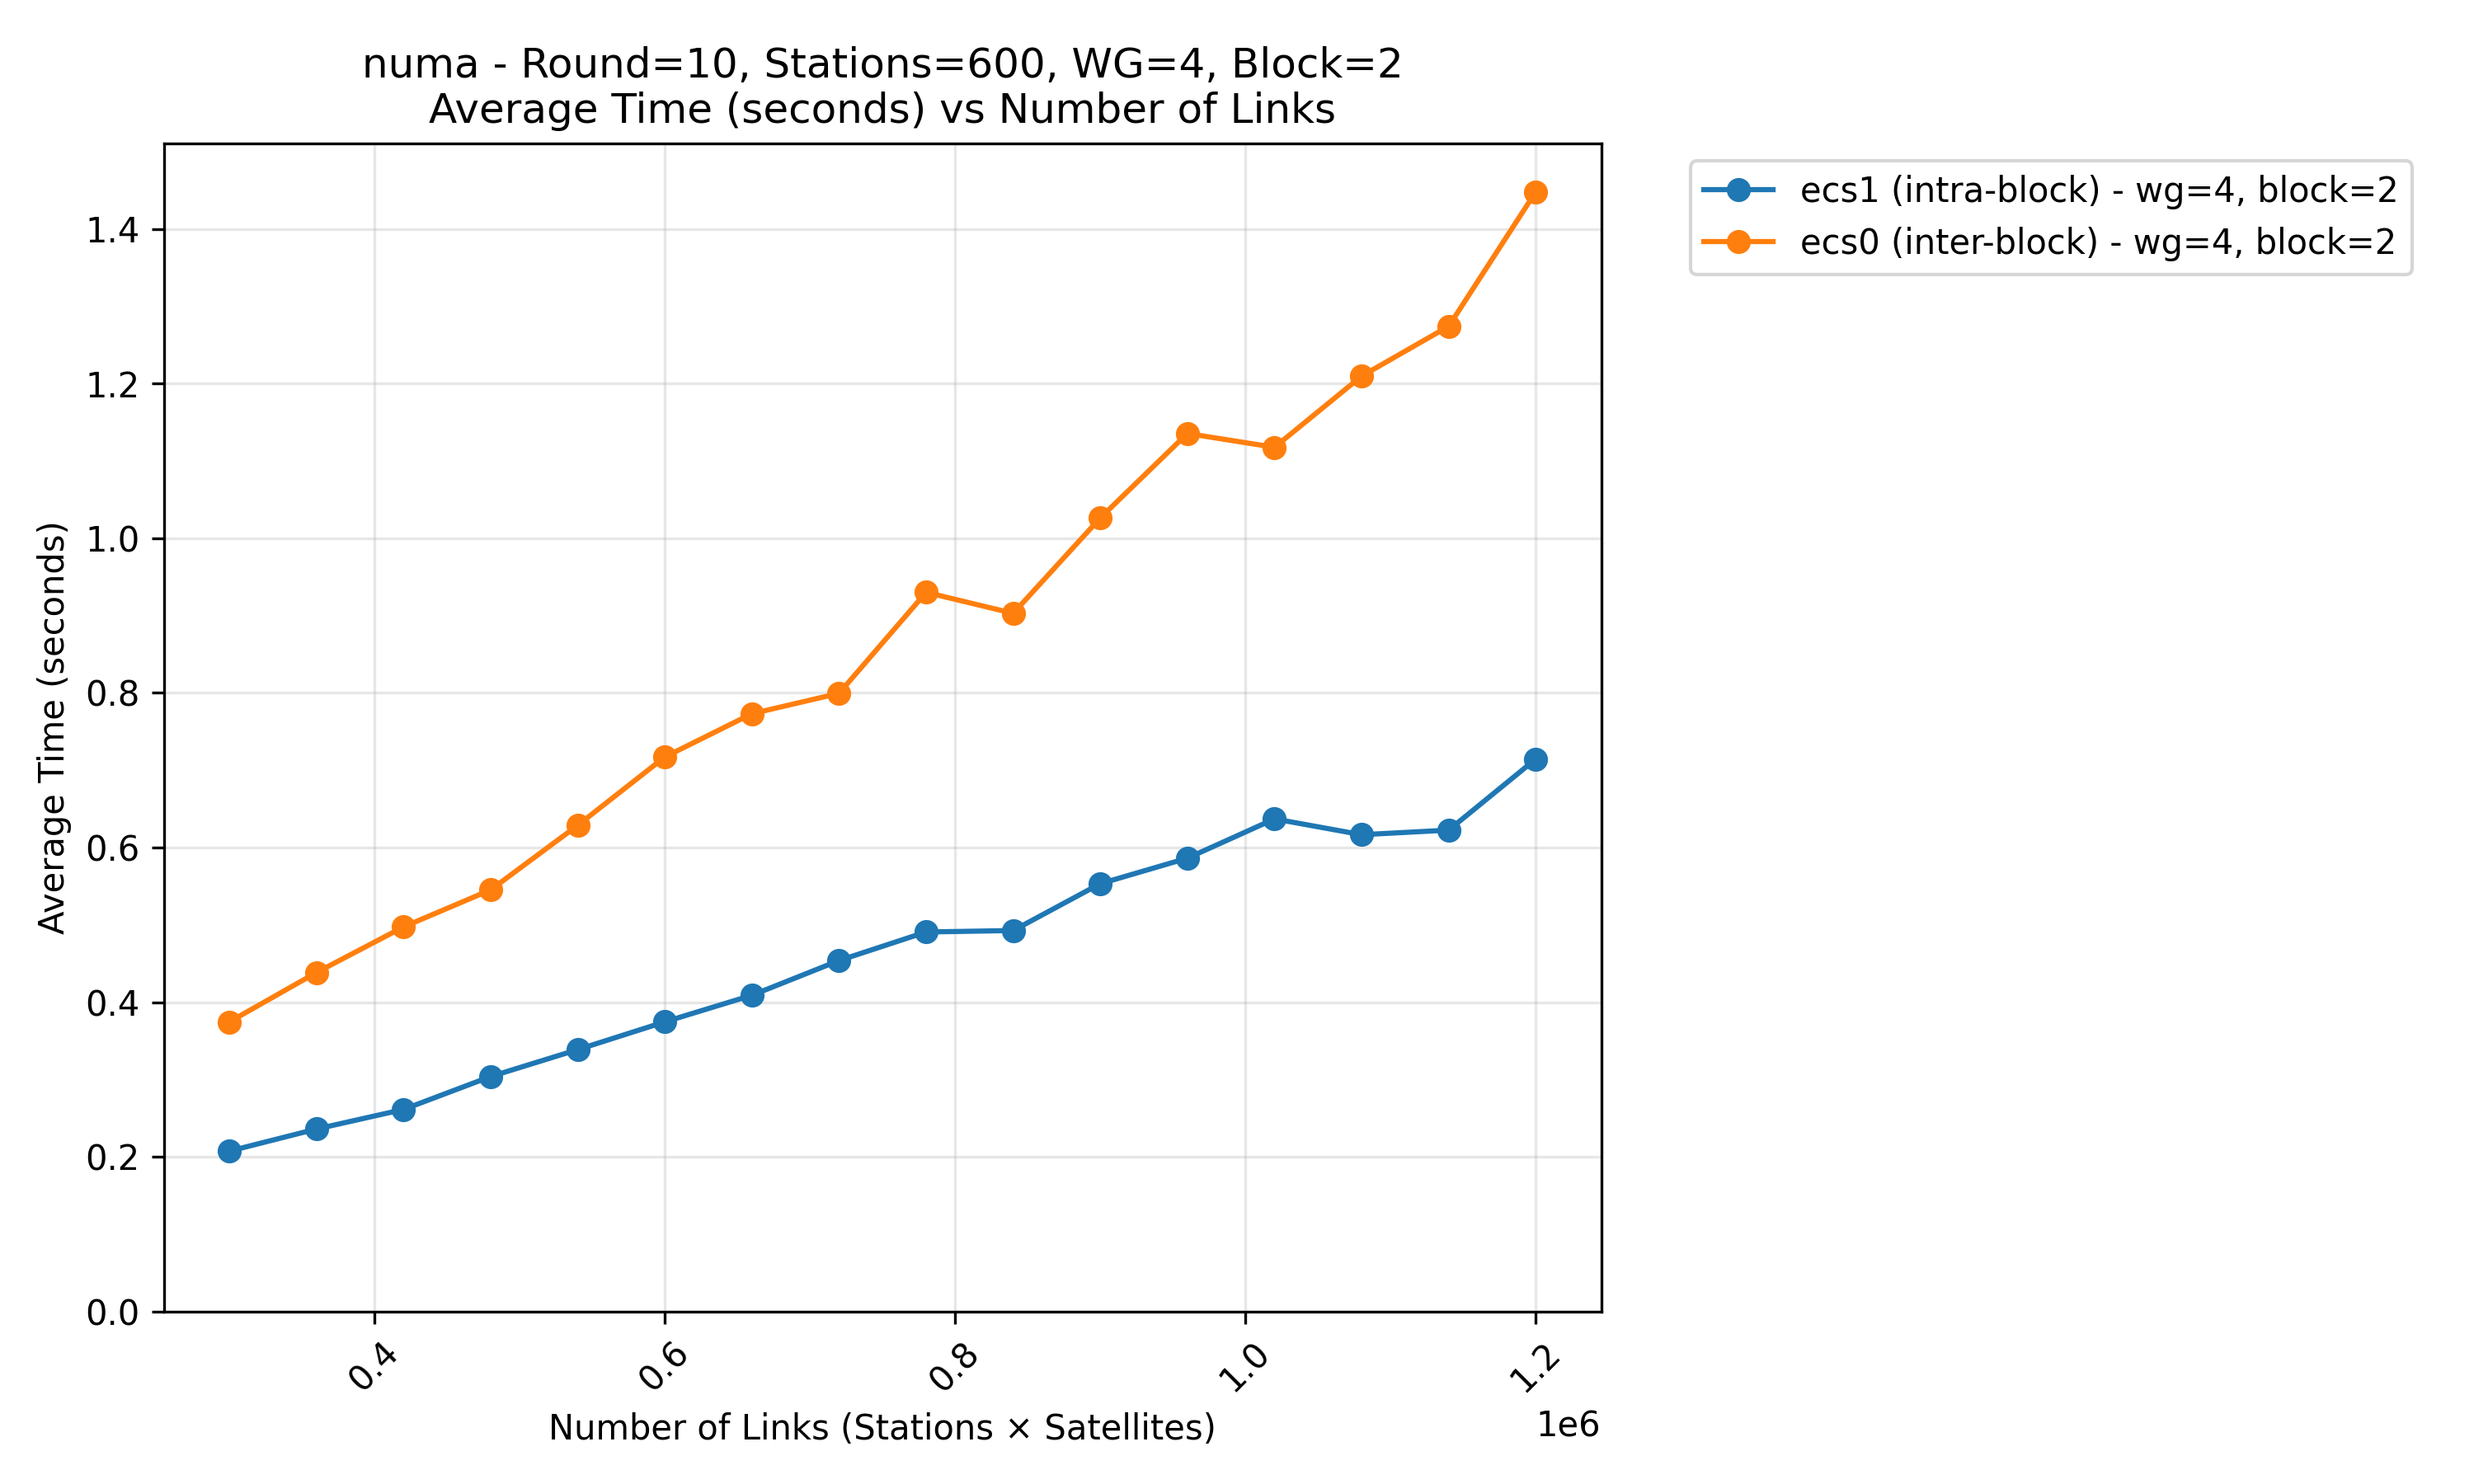 numa - Round=10, Stations=600, WG=4, Block=2
Average Time (seconds) vs Number of Links
ecs1 (intra-block) - wg=4, block=2
ecs0 (inter-block) - wg=4, block=2
Average Time (seconds)
1.4
1.2
1.0
0.8
0.6
0.4
0.2
0.0
0.4
0.6
0.8
1.0
1.2
1e6
Number of Links (Stations × Satellites)